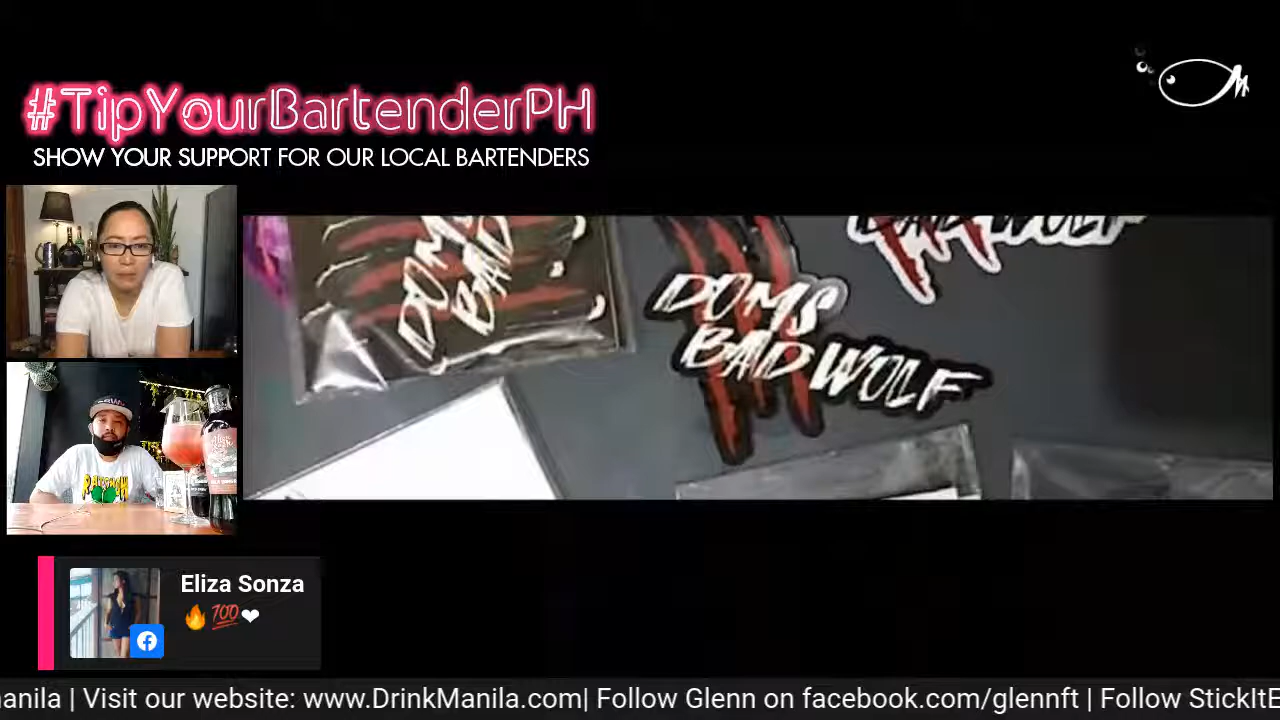 #TipYourBartenderPH
SHOW YOUR SUPPORT FOR OUR LOCAL BARTENDERS
DOMS
BAD
DOMS
BAD WOLF
BAD WOLF
Eliza Sonza
🔥💯❤
anila | Visit our website: www.DrinkManila.com| Follow Glenn on facebook.com/glennft | Follow StickItE